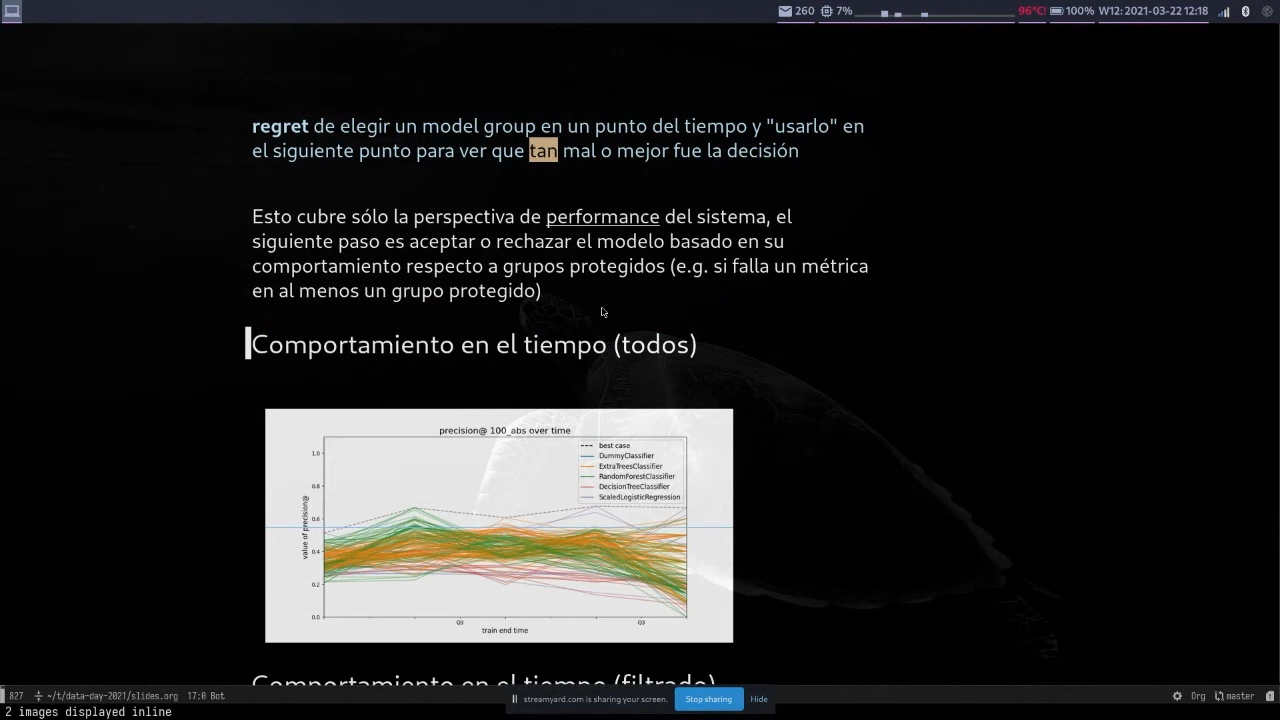 260 7% 96°C! 100% W12: 2021-03-22 12:18
regret de elegir un model group en un punto del tiempo y "usarlo" en
el siguiente punto para ver que tan mal o mejor fue la decisión
Esto cubre sólo la perspectiva de performance del sistema, el
siguiente paso es aceptar o rechazar el modelo basado en su
comportamiento respecto a grupos protegidos (e.g. si falla un métrica
en al menos un grupo protegido)
Comportamiento en el tiempo (todos)
precision@ 100_abs over time
best case
DummyClassifier
ExtraTreesClassifier
RandomForestClassifier
DecisionTreeClassifier
ScaledLogisticRegression
value of precision@
1.0
0.8
0.6
0.4
0.2
0.0
Q3 Q3
train end time
Comportamiento en el tiempo (filtrado)
827 ~/t/data-day-2021/slides.org 17:0 Bot
streamyard.com is sharing your screen. Stop sharing Hide
Org master
2 images displayed inline